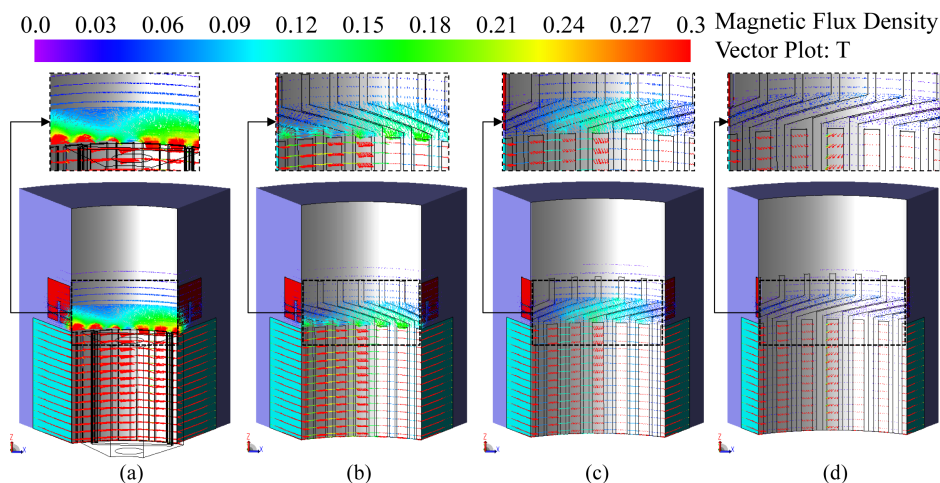 0.0 0.03 0.06 0.09 0.12 0.15 0.18 0.21 0.24 0.27 0.3 Magnetic Flux Density
Vector Plot: T
Z X Z X Z X Z X
(a) (b) (c) (d)